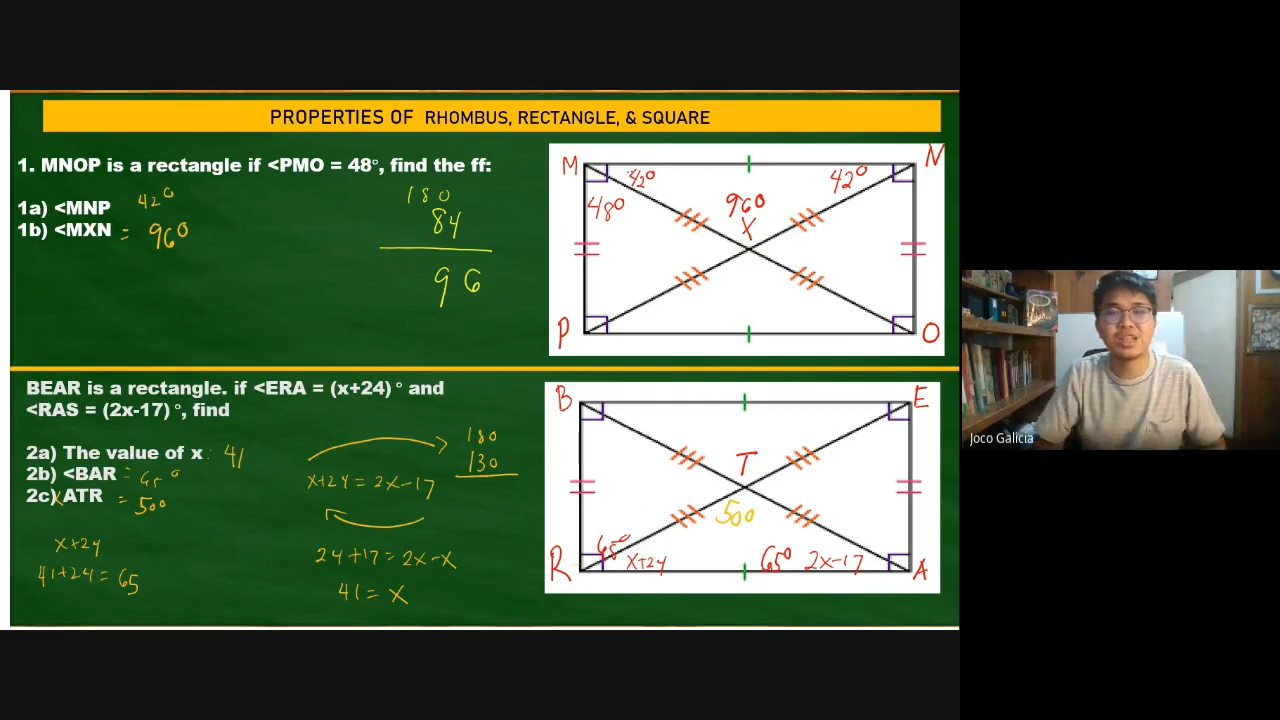 PROPERTIES OF RHOMBUS, RECTANGLE, & SQUARE
1. MNOP is a rectangle if <PMO = 48°, find the ff:
1a) <MNP 42°
1b) <MXN = 96°
180
84
96
M
N
42°
42°
48°
96°
X
P
O
BEAR is a rectangle. if <ERA = (x+24)° and
<RAS = (2x-17)°, find
2a) The value of x : 41
2b) <BAR = 65°
2c) <ATR = 50°
x+24
41+24 = 65
180
130
x+24 = 2x-17
24+17 = 2x-x
41 = x
B
E
T
50°
65°
x+24
65°
2x-17
R
A
Joco Galicia